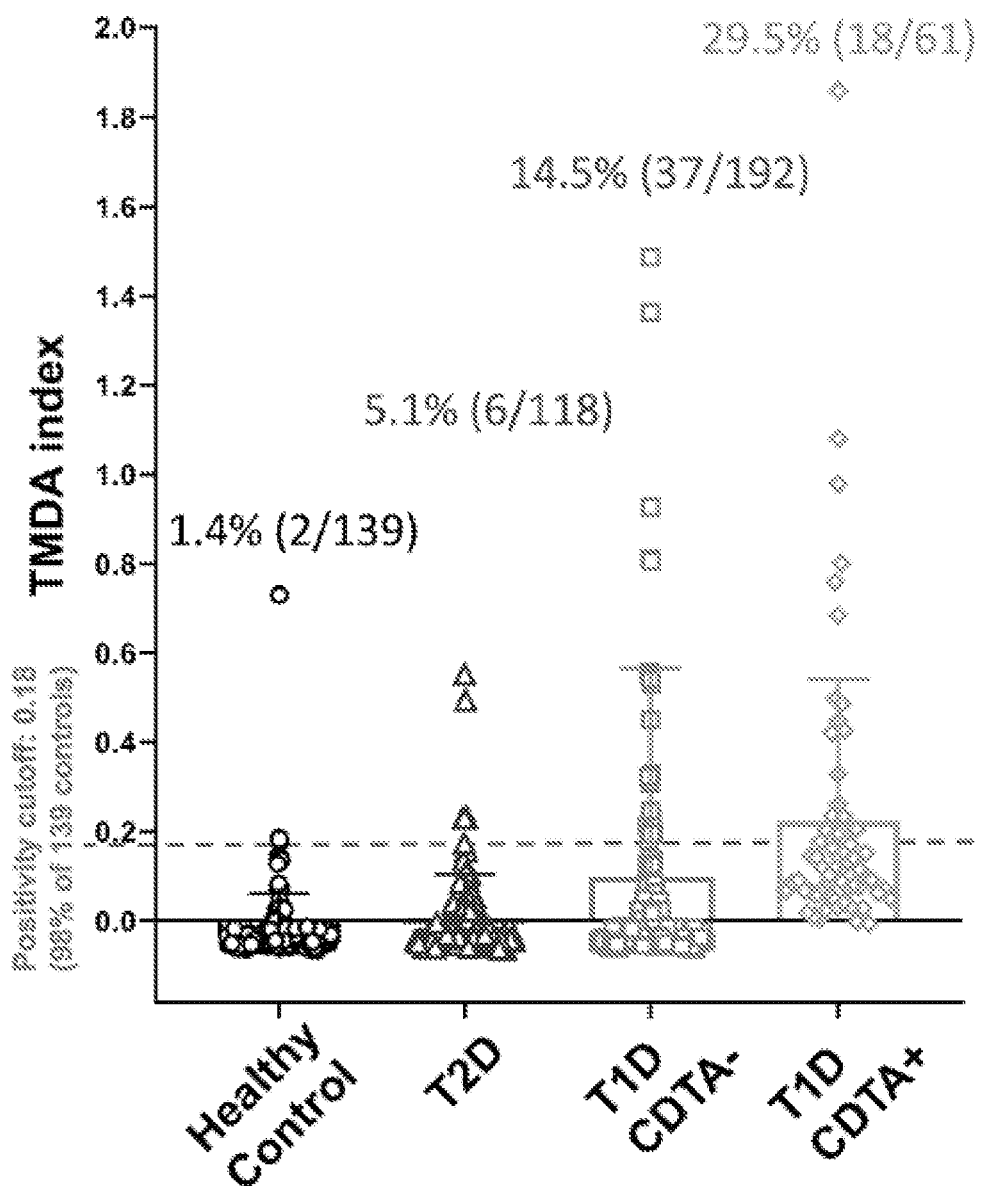 2.0
29.5% (18/61)
1.8
14.5% (37/192)
1.6
1.4
1.2
5.1% (6/118)
1.0
1.4% (2/139)
0.8
0.6
0.4
0.2
0.0
TMDA index
Positivity cutoff: 0.18
(98% of 139 controls)
Healthy
Control
T2D
T1D
CDTA-
T1D
CDTA+